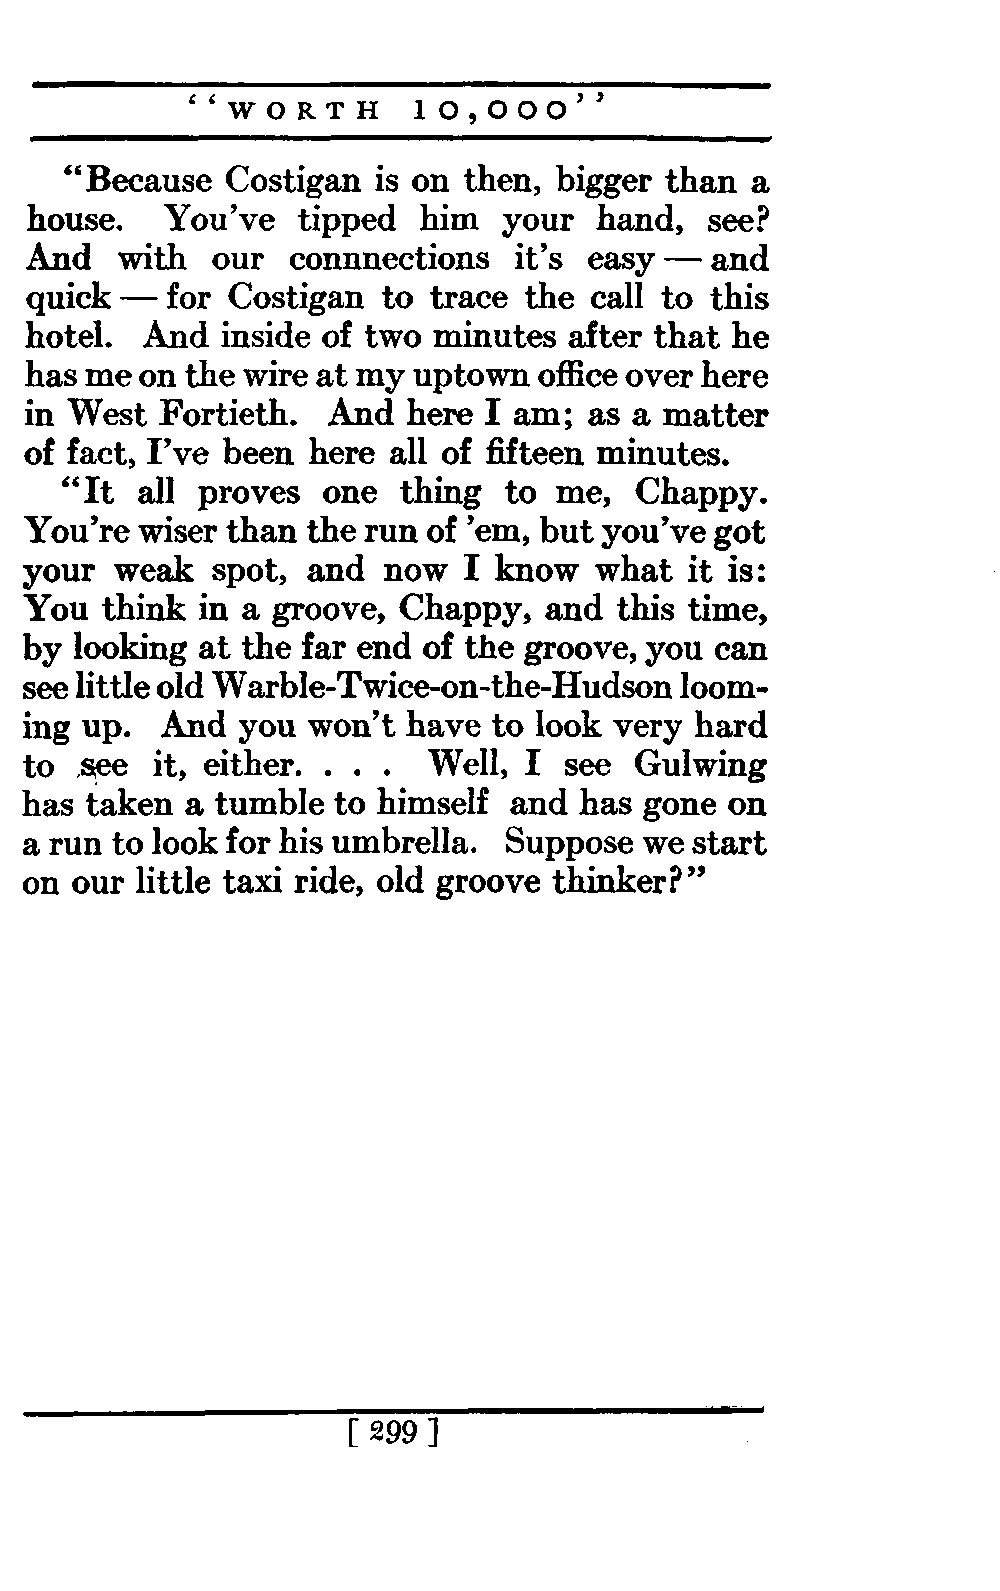 “WORTH 10,000”
“Because Costigan is on then, bigger than a
house. You’ve tipped him your hand, see?
And with our connnections it’s easy — and
quick — for Costigan to trace the call to this
hotel. And inside of two minutes after that he
has me on the wire at my uptown office over here
in West Fortieth. And here I am; as a matter
of fact, I’ve been here all of fifteen minutes.
“It all proves one thing to me, Chappy.
You’re wiser than the run of ’em, but you’ve got
your weak spot, and now I know what it is:
You think in a groove, Chappy, and this time,
by looking at the far end of the groove, you can
see little old Warble-Twice-on-the-Hudson loom-
ing up. And you won’t have to look very hard
to see it, either. . . . Well, I see Gulwing
has taken a tumble to himself and has gone on
a run to look for his umbrella. Suppose we start
on our little taxi ride, old groove thinker?”
[ 299 ]